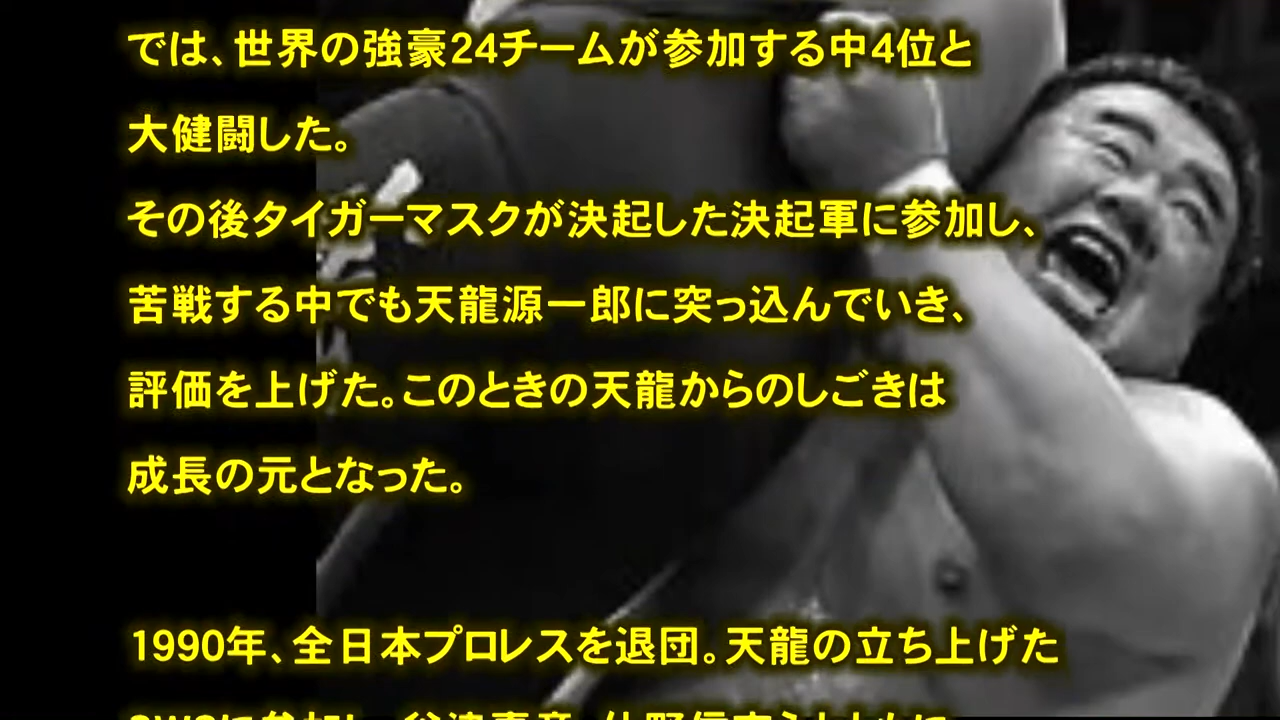 では、世界の強豪24チームが参加する中4位と
大健闘した。
その後タイガーマスクが決起した決起軍に参加し、
苦戦する中でも天龍源一郎に突っ込んでいき、
評価を上げた。このときの天龍からのしごきは
成長の元となった。
1990年、全日本プロレスを退団。天龍の立ち上げた